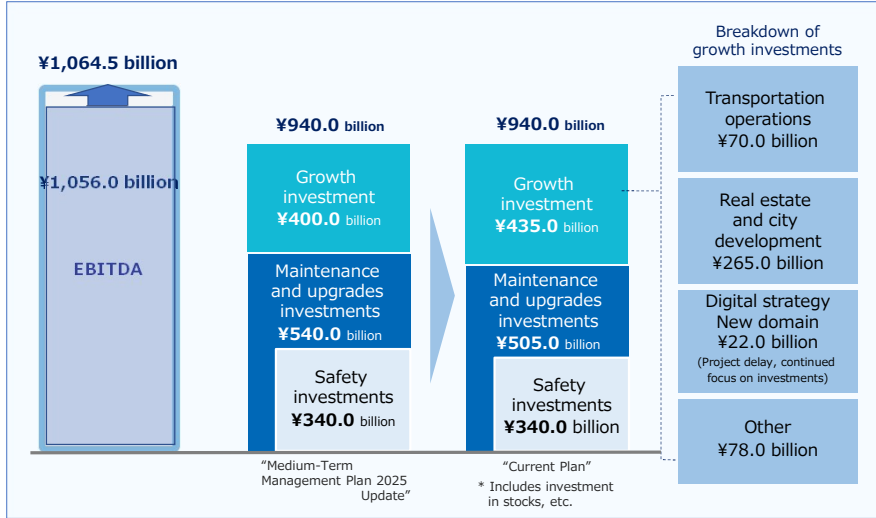 ¥1,064.5 billion
¥1,056.0 billion
EBITDA
¥940.0 billion
Growth
investment
¥400.0 billion
Maintenance
and upgrades
investments
¥540.0 billion
Safety
investments
¥340.0 billion
“Medium-Term
Management Plan 2025
Update”
¥940.0 billion
Growth
investment
¥435.0 billion
Maintenance
and upgrades
investments
¥505.0 billion
Safety
investments
¥340.0 billion
“Current Plan”
* Includes investment
in stocks, etc.
Breakdown of
growth investments
Transportation
operations
¥70.0 billion
Real estate
and city
development
¥265.0 billion
Digital strategy
New domain
¥22.0 billion
(Project delay, continued
focus on investments)
Other
¥78.0 billion